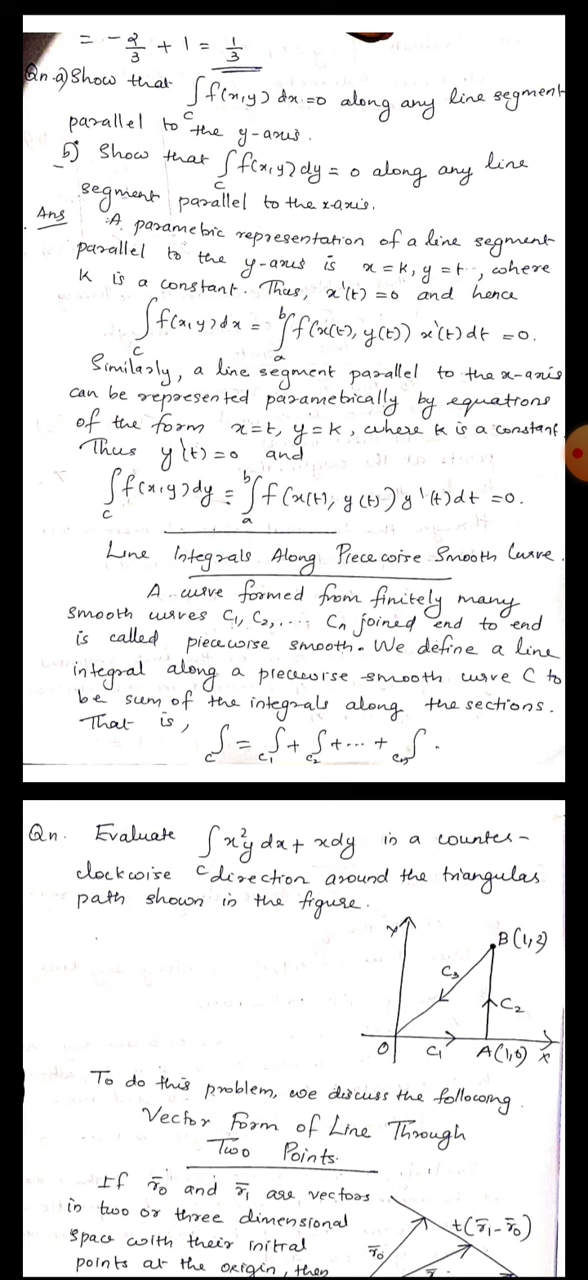 = -2/3 + 1 = 1/3
Qn.a) Show that ∫_C f(x,y) dx = 0 along any line segment
parallel to the y-axis.
b) Show that ∫_C f(x,y) dy = 0 along any line
segment parallel to the x-axis.
Ans :A parametric representation of a line segment
parallel to the y-axis is x = k, y = t, where
k is a constant. Thus, x'(t) = 0 and hence
∫_C f(x,y) dx = ∫_a^b f(x(t), y(t)) x'(t) dt = 0.
Similarly, a line segment parallel to the x-axis
can be represented parametrically by equations
of the form x=t, y=k, where k is a constant.
Thus y'(t) = 0 and
∫_C f(x,y) dy = ∫_a^b f(x(t), y(t)) y'(t) dt = 0.
Line Integrals Along Piecewise Smooth Curve.
A curve formed from finitely many
smooth curves C1, C2, ..., Cn joined end to end
is called piecewise smooth. We define a line
integral along a piecewise smooth curve C to
be sum of the integrals along the sections.
That is,
∫_C = ∫_C1 + ∫_C2 + ... + ∫_Cn .
Qn. Evaluate ∫_C x²y dx + x dy in a counter-
clockwise direction around the triangular
path shown in the figure.
Y
B(1,2)
C3
C2
O
C1
A(1,0)
X
To do this problem, we discuss the following.
Vector Form of Line Through
Two Points.
If r̄0 and r̄1 are vectors
in two or three dimensional
space with their initial
points at the origin, then
t(r̄1 - r̄0)
r̄0
r̄